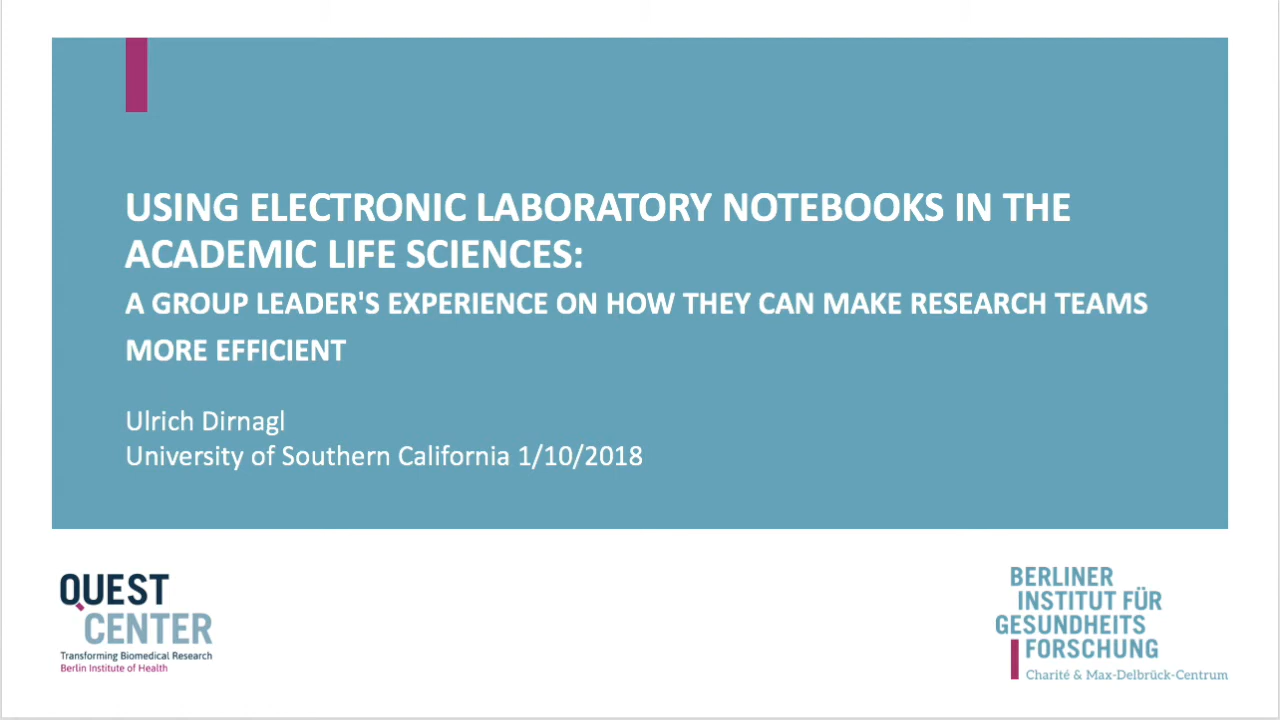 USING ELECTRONIC LABORATORY NOTEBOOKS IN THE
ACADEMIC LIFE SCIENCES:
A GROUP LEADER'S EXPERIENCE ON HOW THEY CAN MAKE RESEARCH TEAMS
MORE EFFICIENT
Ulrich Dirnagl
University of Southern California 1/10/2018
QUEST
CENTER
Transforming Biomedical Research
Berlin Institute of Health
BERLINER
INSTITUT FÜR
GESUNDHEITS
FORSCHUNG
Charité & Max-Delbrück-Centrum